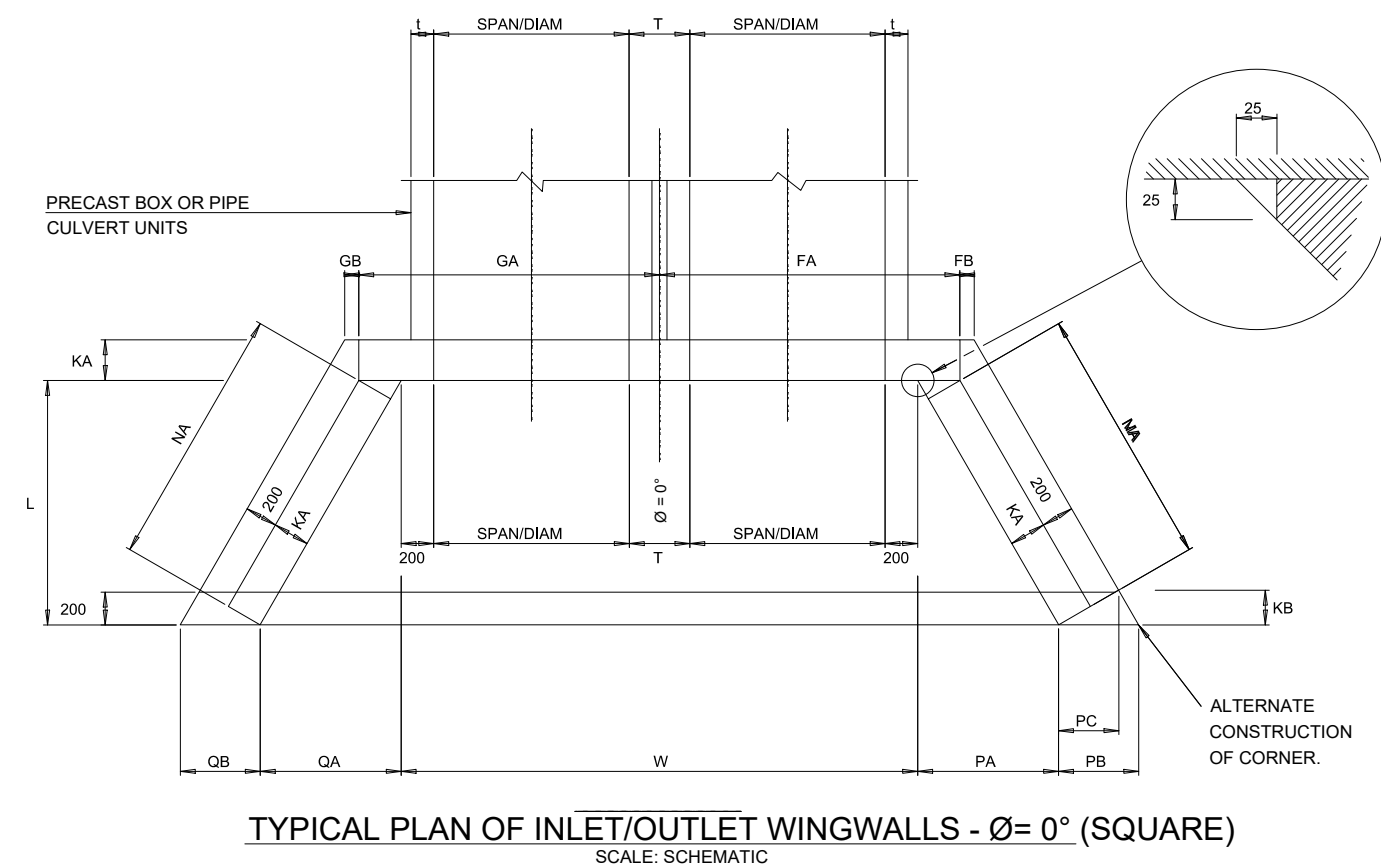 t
SPAN/DIAM
T
SPAN/DIAM
t
25
25
PRECAST BOX OR PIPE
CULVERT UNITS
GB
GA
FA
FB
KA
NA
MA
L
200
KA
Ø = 0°
200
KA
SPAN/DIAM
SPAN/DIAM
200
T
200
200
KB
ALTERNATE
CONSTRUCTION
OF CORNER.
PC
QB
QA
W
PA
PB
TYPICAL PLAN OF INLET/OUTLET WINGWALLS - Ø= 0° (SQUARE)
SCALE: SCHEMATIC